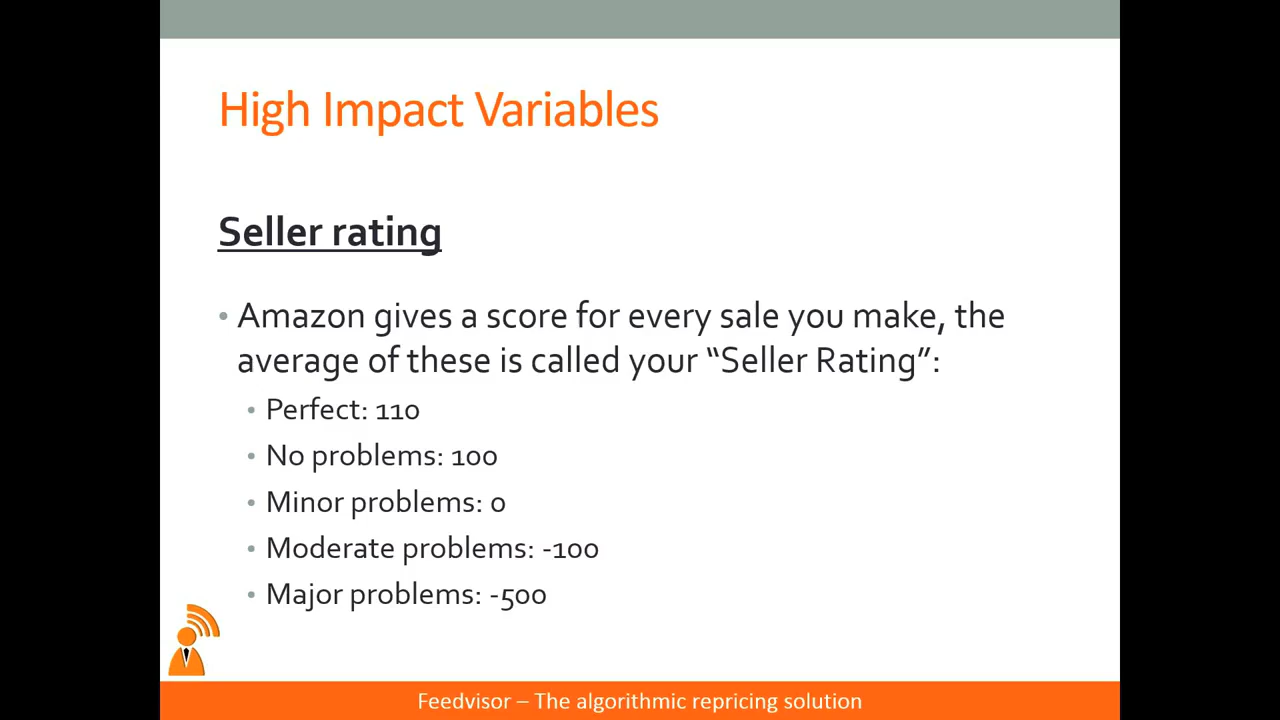 High Impact Variables
Seller rating
• Amazon gives a score for every sale you make, the
average of these is called your “Seller Rating”:
• Perfect: 110
• No problems: 100
• Minor problems: 0
• Moderate problems: -100
• Major problems: -500
Feedvisor – The algorithmic repricing solution